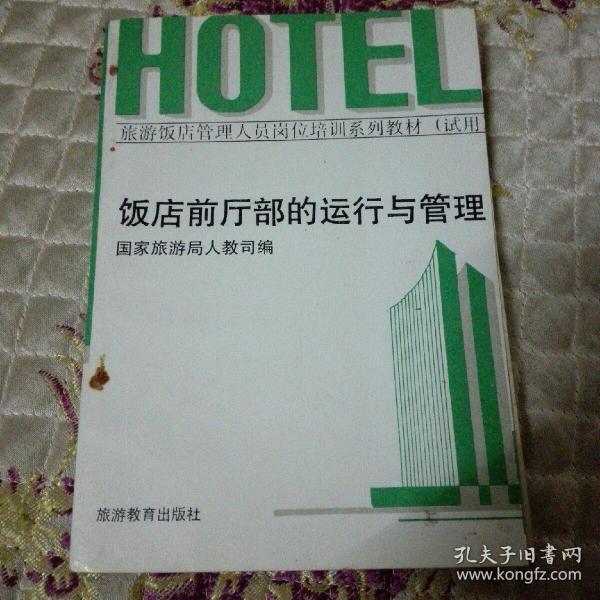 HOTEL
旅游饭店管理人员岗位培训系列教材（试用
饭店前厅部的运行与管理
国家旅游局人教司编
旅游教育出版社
孔夫子旧书网
www.kongfz.com